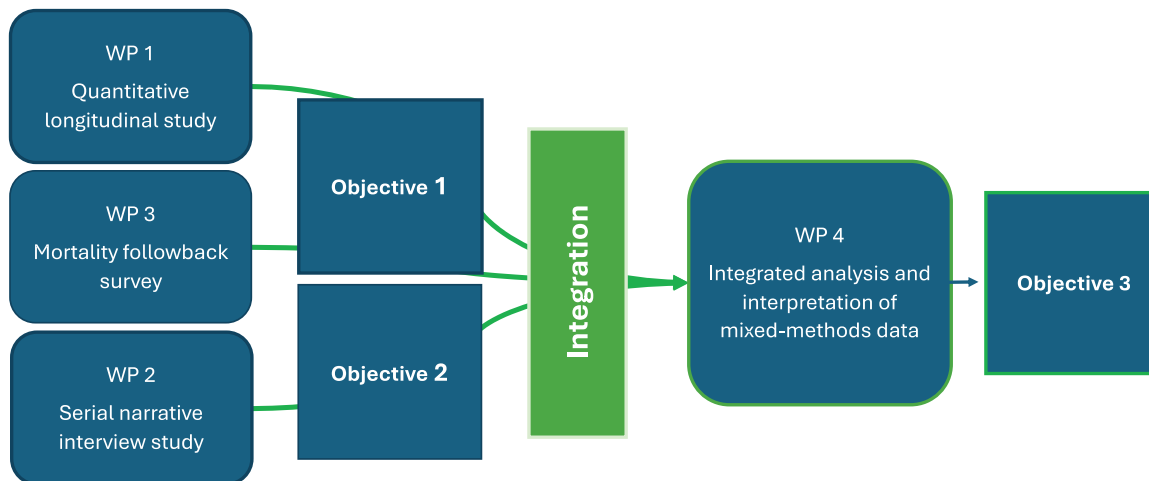 WP 1
Quantitative
longitudinal study
WP 3
Mortality followback
survey
WP 2
Serial narrative
interview study
Objective 1
Objective 2
Integration
WP 4
Integrated analysis and
interpretation of
mixed-methods data
Objective 3